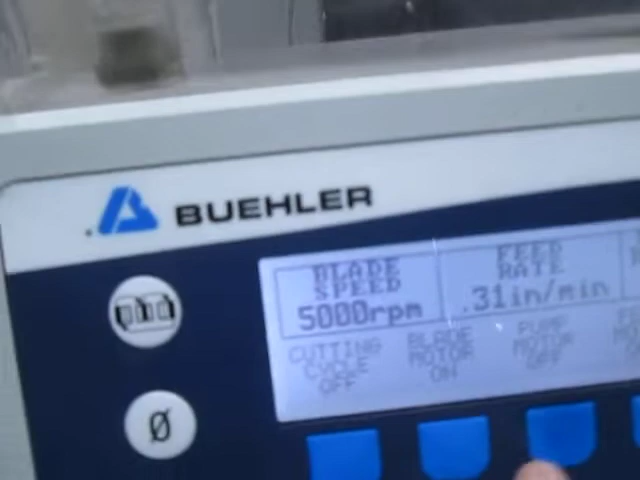 BUEHLER
BLADE
SPEED
5000rpm
FEED
RATE
.31in/min
CUTTING
CYCLE
OFF
BLADE
MOTOR
ON
PUMP
MOTOR
OFF
Ø